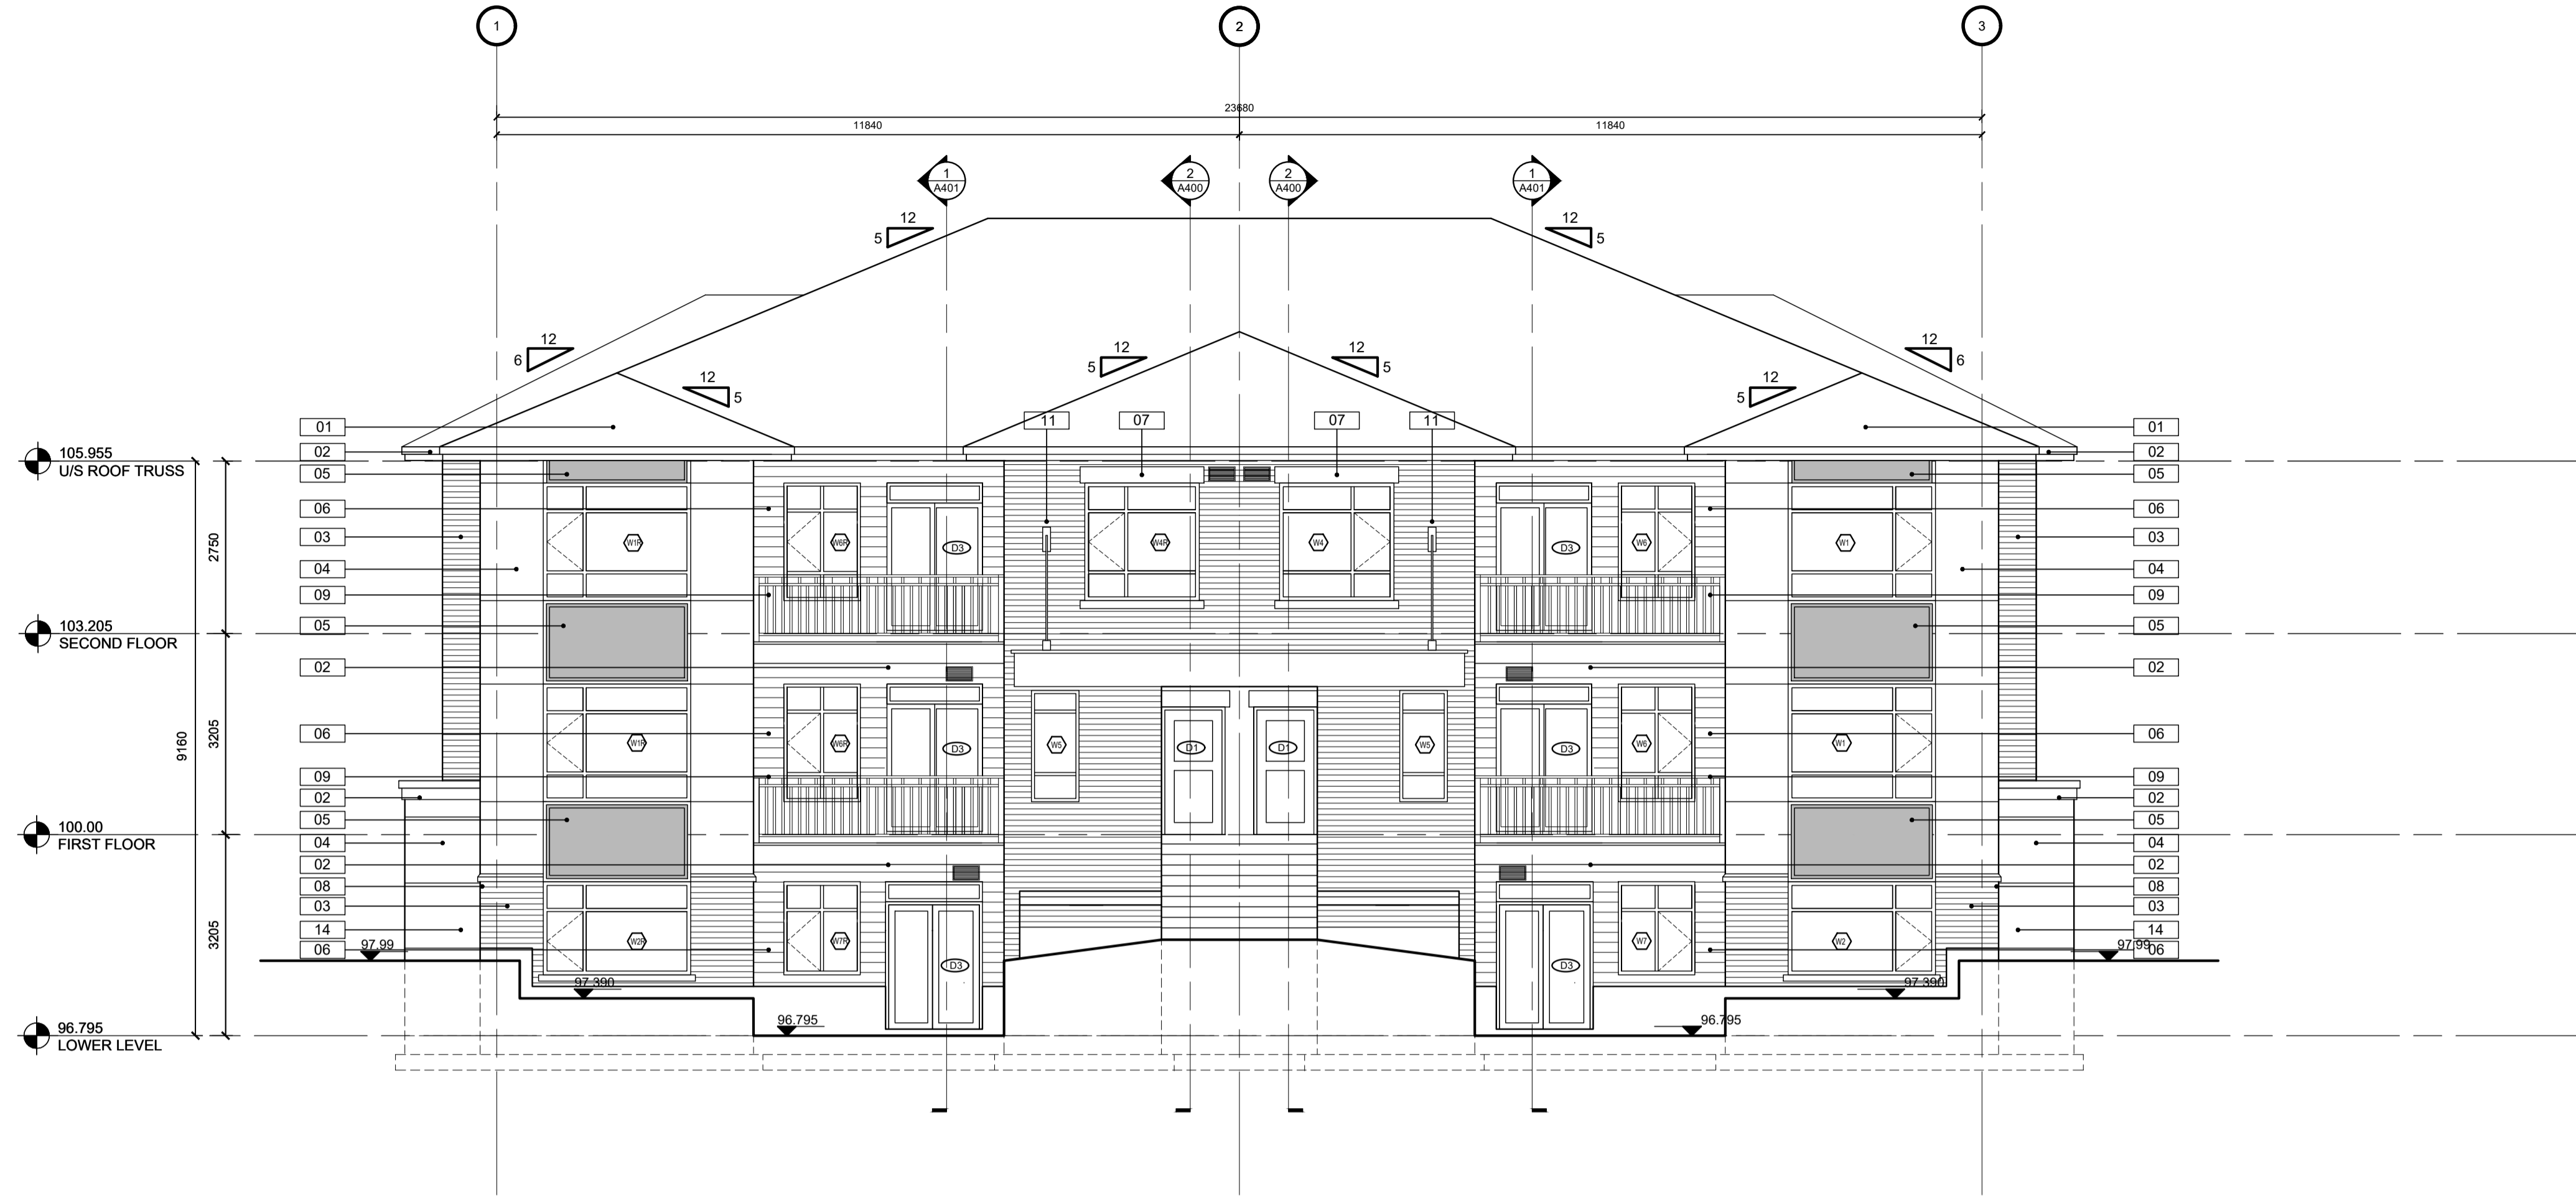 1
2
3
23680
11840
11840
1
A401
2
A400
2
A400
1
A401
12
5
12
5
12
6
12
5
12
5
12
5
12
5
12
6
01
11
07
07
11
01
105.955
U/S ROOF TRUSS
02
02
05
05
06
06
03
03
04
04
09
09
05
05
103.205
SECOND FLOOR
02
02
06
06
09
09
02
02
05
05
100.00
FIRST FLOOR
04
04
02
02
08
08
03
03
14
14
06
06
97.99
97.99
97.390
97.390
96.795
96.795
96.795
LOWER LEVEL
2750
3205
3205
9160
W1R
W6R
D3
W4R
W4
D3
W6
W1
W1R
W6R
D3
W5
D1
D1
W5
D3
W6
W1
W2R
W7R
D3
D3
W7
W2